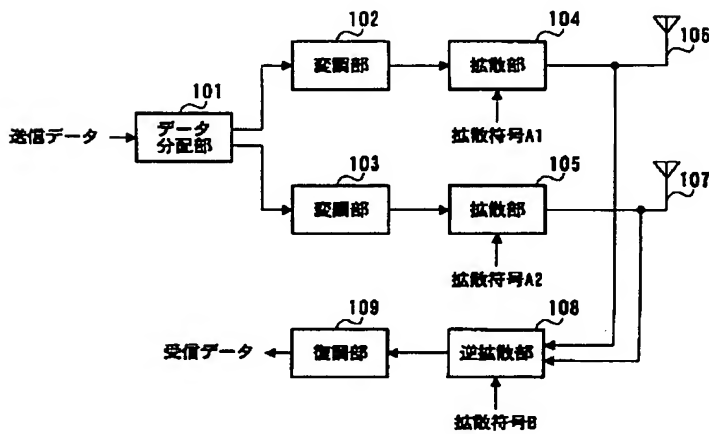 102
変調部
104
拡散部
106
101
送信データ
データ
分配部
拡散符号A1
103
変調部
105
拡散部
107
拡散符号A2
109
復調部
108
逆拡散部
受信データ
拡散符号B